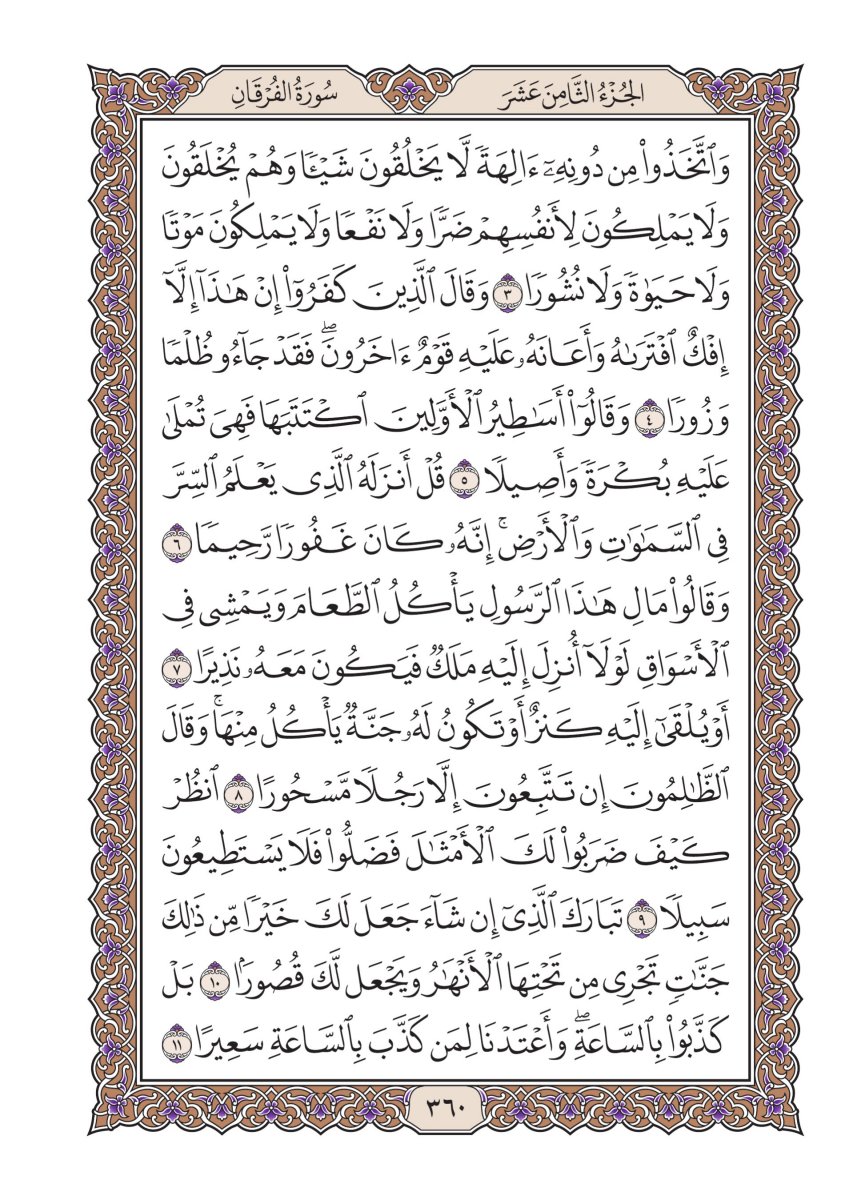 الجُزْءُ الثَّامِنَ عَشَرَ
سُورَةُ الفُرْقَانِ
وَٱتَّخَذُوا۟ مِن دُونِهِۦٓ ءَالِهَةً لَّا يَخْلُقُونَ شَيْـًٔا وَهُمْ يُخْلَقُونَ
وَلَا يَمْلِكُونَ لِأَنفُسِهِمْ ضَرًّا وَلَا نَفْعًا وَلَا يَمْلِكُونَ مَوْتًا
وَلَا حَيَوٰةً وَلَا نُشُورًا ٣ وَقَالَ ٱلَّذِينَ كَفَرُوٓا۟ إِنْ هَـٰذَآ إِلَّآ
إِفْكٌ ٱفْتَرَىٰهُ وَأَعَانَهُۥ عَلَيْهِ قَوْمٌ ءَاخَرُونَ ۖ فَقَدْ جَآءُو ظُلْمًا
وَزُورًا ٤ وَقَالُوٓا۟ أَسَـٰطِيرُ ٱلْأَوَّلِينَ ٱكْتَتَبَهَا فَهِىَ تُمْلَىٰ
عَلَيْهِ بُكْرَةً وَأَصِيلًا ٥ قُلْ أَنزَلَهُ ٱلَّذِى يَعْلَمُ ٱلسِّرَّ
فِى ٱلسَّمَـٰوَٰتِ وَٱلْأَرْضِ ۚ إِنَّهُۥ كَانَ غَفُورًا رَّحِيمًا ٦
وَقَالُوا۟ مَالِ هَـٰذَا ٱلرَّسُولِ يَأْكُلُ ٱلطَّعَامَ وَيَمْشِى فِى
ٱلْأَسْوَاقِ لَوْلَآ أُنزِلَ إِلَيْهِ مَلَكٌ فَيَكُونَ مَعَهُۥ نَذِيرًا ٧
أَوْ يُلْقَىٰٓ إِلَيْهِ كَنزٌ أَوْ تَكُونُ لَهُۥ جَنَّةٌ يَأْكُلُ مِنْهَا ۚ وَقَالَ
ٱلظَّـٰلِمُونَ إِن تَتَّبِعُونَ إِلَّا رَجُلًا مَّسْحُورًا ٨ ٱنظُرْ
كَيْفَ ضَرَبُوا۟ لَكَ ٱلْأَمْثَـٰلَ فَضَلُّوا۟ فَلَا يَسْتَطِيعُونَ
سَبِيلًا ٩ تَبَارَكَ ٱلَّذِىٓ إِن شَآءَ جَعَلَ لَكَ خَيْرًا مِّن ذَٰلِكَ
جَنَّـٰتٍ تَجْرِى مِن تَحْتِهَا ٱلْأَنْهَـٰرُ وَيَجْعَل لَّكَ قُصُورًۢا ١٠ بَلْ
كَذَّبُوا۟ بِٱلسَّاعَةِ ۖ وَأَعْتَدْنَا لِمَن كَذَّبَ بِٱلسَّاعَةِ سَعِيرًا ١١
٣٦٠